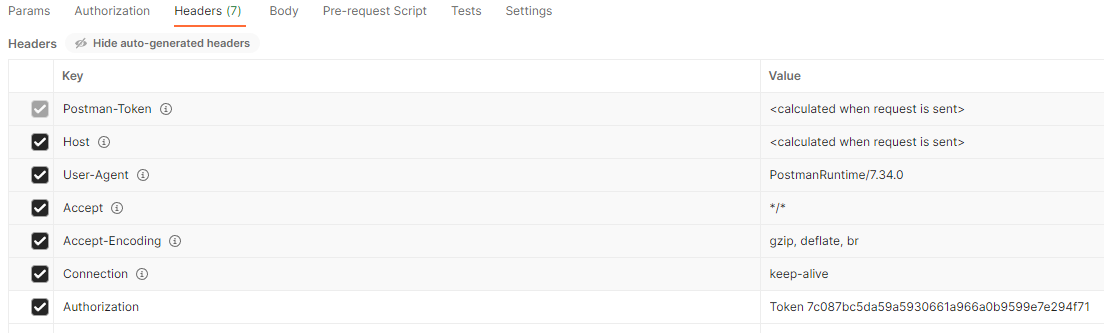 Params Authorization Headers (7) Body Pre-request Script Tests Settings
Headers Hide auto-generated headers
Key Value
Postman-Token <calculated when request is sent>
Host <calculated when request is sent>
User-Agent PostmanRuntime/7.34.0
Accept */*
Accept-Encoding gzip, deflate, br
Connection keep-alive
Authorization Token 7c087bc5da59a5930661a966a0b9599e7e294f71